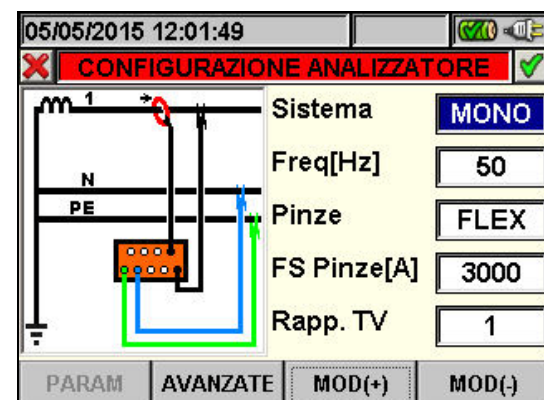 05/05/2015 12:01:49
CONFIGURAZIONE ANALIZZATORE
1
N
PE
Sistema MONO
Freq[Hz] 50
Pinze FLEX
FS Pinze[A] 3000
Rapp. TV 1
PARAM AVANZATE MOD(+) MOD(-)